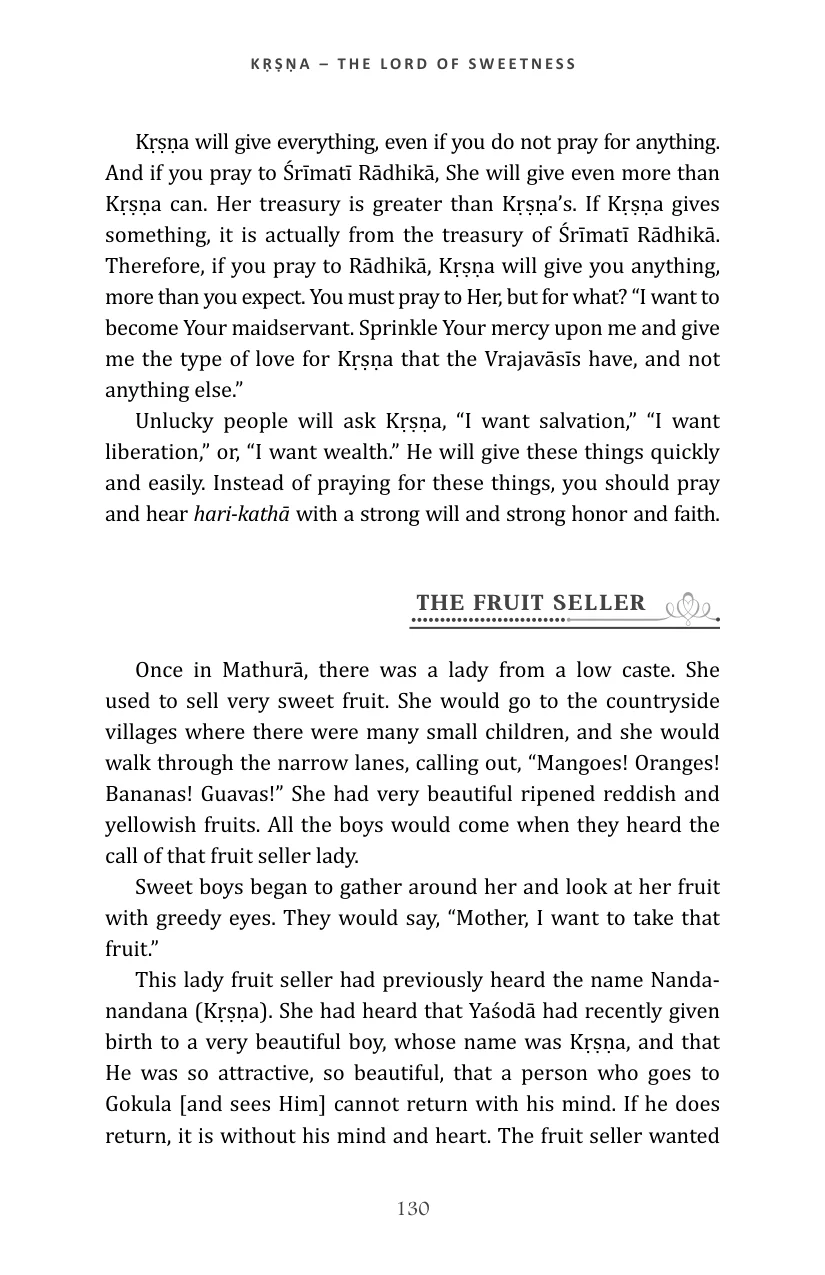 KṚṢṆA – THE LORD OF SWEETNESS
Kṛṣṇa will give everything, even if you do not pray for anything.
And if you pray to Śrīmatī Rādhikā, She will give even more than
Kṛṣṇa can. Her treasury is greater than Kṛṣṇa’s. If Kṛṣṇa gives
something, it is actually from the treasury of Śrīmatī Rādhikā.
Therefore, if you pray to Rādhikā, Kṛṣṇa will give you anything,
more than you expect. You must pray to Her, but for what? “I want to
become Your maidservant. Sprinkle Your mercy upon me and give
me the type of love for Kṛṣṇa that the Vrajavāsīs have, and not
anything else.”
Unlucky people will ask Kṛṣṇa, “I want salvation,” “I want
liberation,” or, “I want wealth.” He will give these things quickly
and easily. Instead of praying for these things, you should pray
and hear hari-kathā with a strong will and strong honor and faith.
THE FRUIT SELLER
Once in Mathurā, there was a lady from a low caste. She
used to sell very sweet fruit. She would go to the countryside
villages where there were many small children, and she would
walk through the narrow lanes, calling out, “Mangoes! Oranges!
Bananas! Guavas!” She had very beautiful ripened reddish and
yellowish fruits. All the boys would come when they heard the
call of that fruit seller lady.
Sweet boys began to gather around her and look at her fruit
with greedy eyes. They would say, “Mother, I want to take that
fruit.”
This lady fruit seller had previously heard the name Nanda-
nandana (Kṛṣṇa). She had heard that Yaśodā had recently given
birth to a very beautiful boy, whose name was Kṛṣṇa, and that
He was so attractive, so beautiful, that a person who goes to
Gokula [and sees Him] cannot return with his mind. If he does
return, it is without his mind and heart. The fruit seller wanted
130